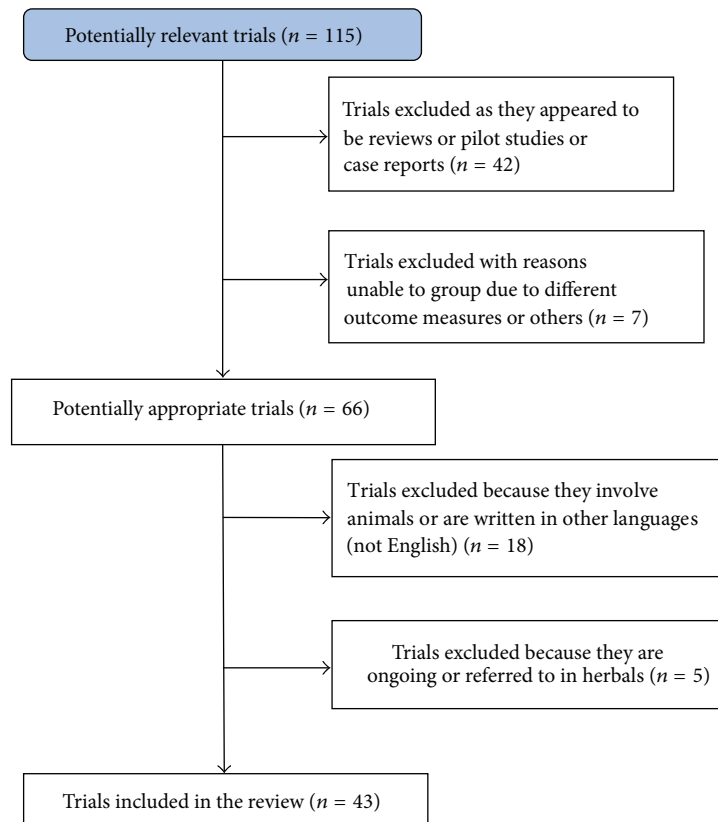 Potentially relevant trials (n = 115)
Trials excluded as they appeared to
be reviews or pilot studies or
case reports (n = 42)
Trials excluded with reasons
unable to group due to different
outcome measures or others (n = 7)
Potentially appropriate trials (n = 66)
Trials excluded because they involve
animals or are written in other languages
(not English) (n = 18)
Trials excluded because they are
ongoing or referred to in herbals (n = 5)
Trials included in the review (n = 43)